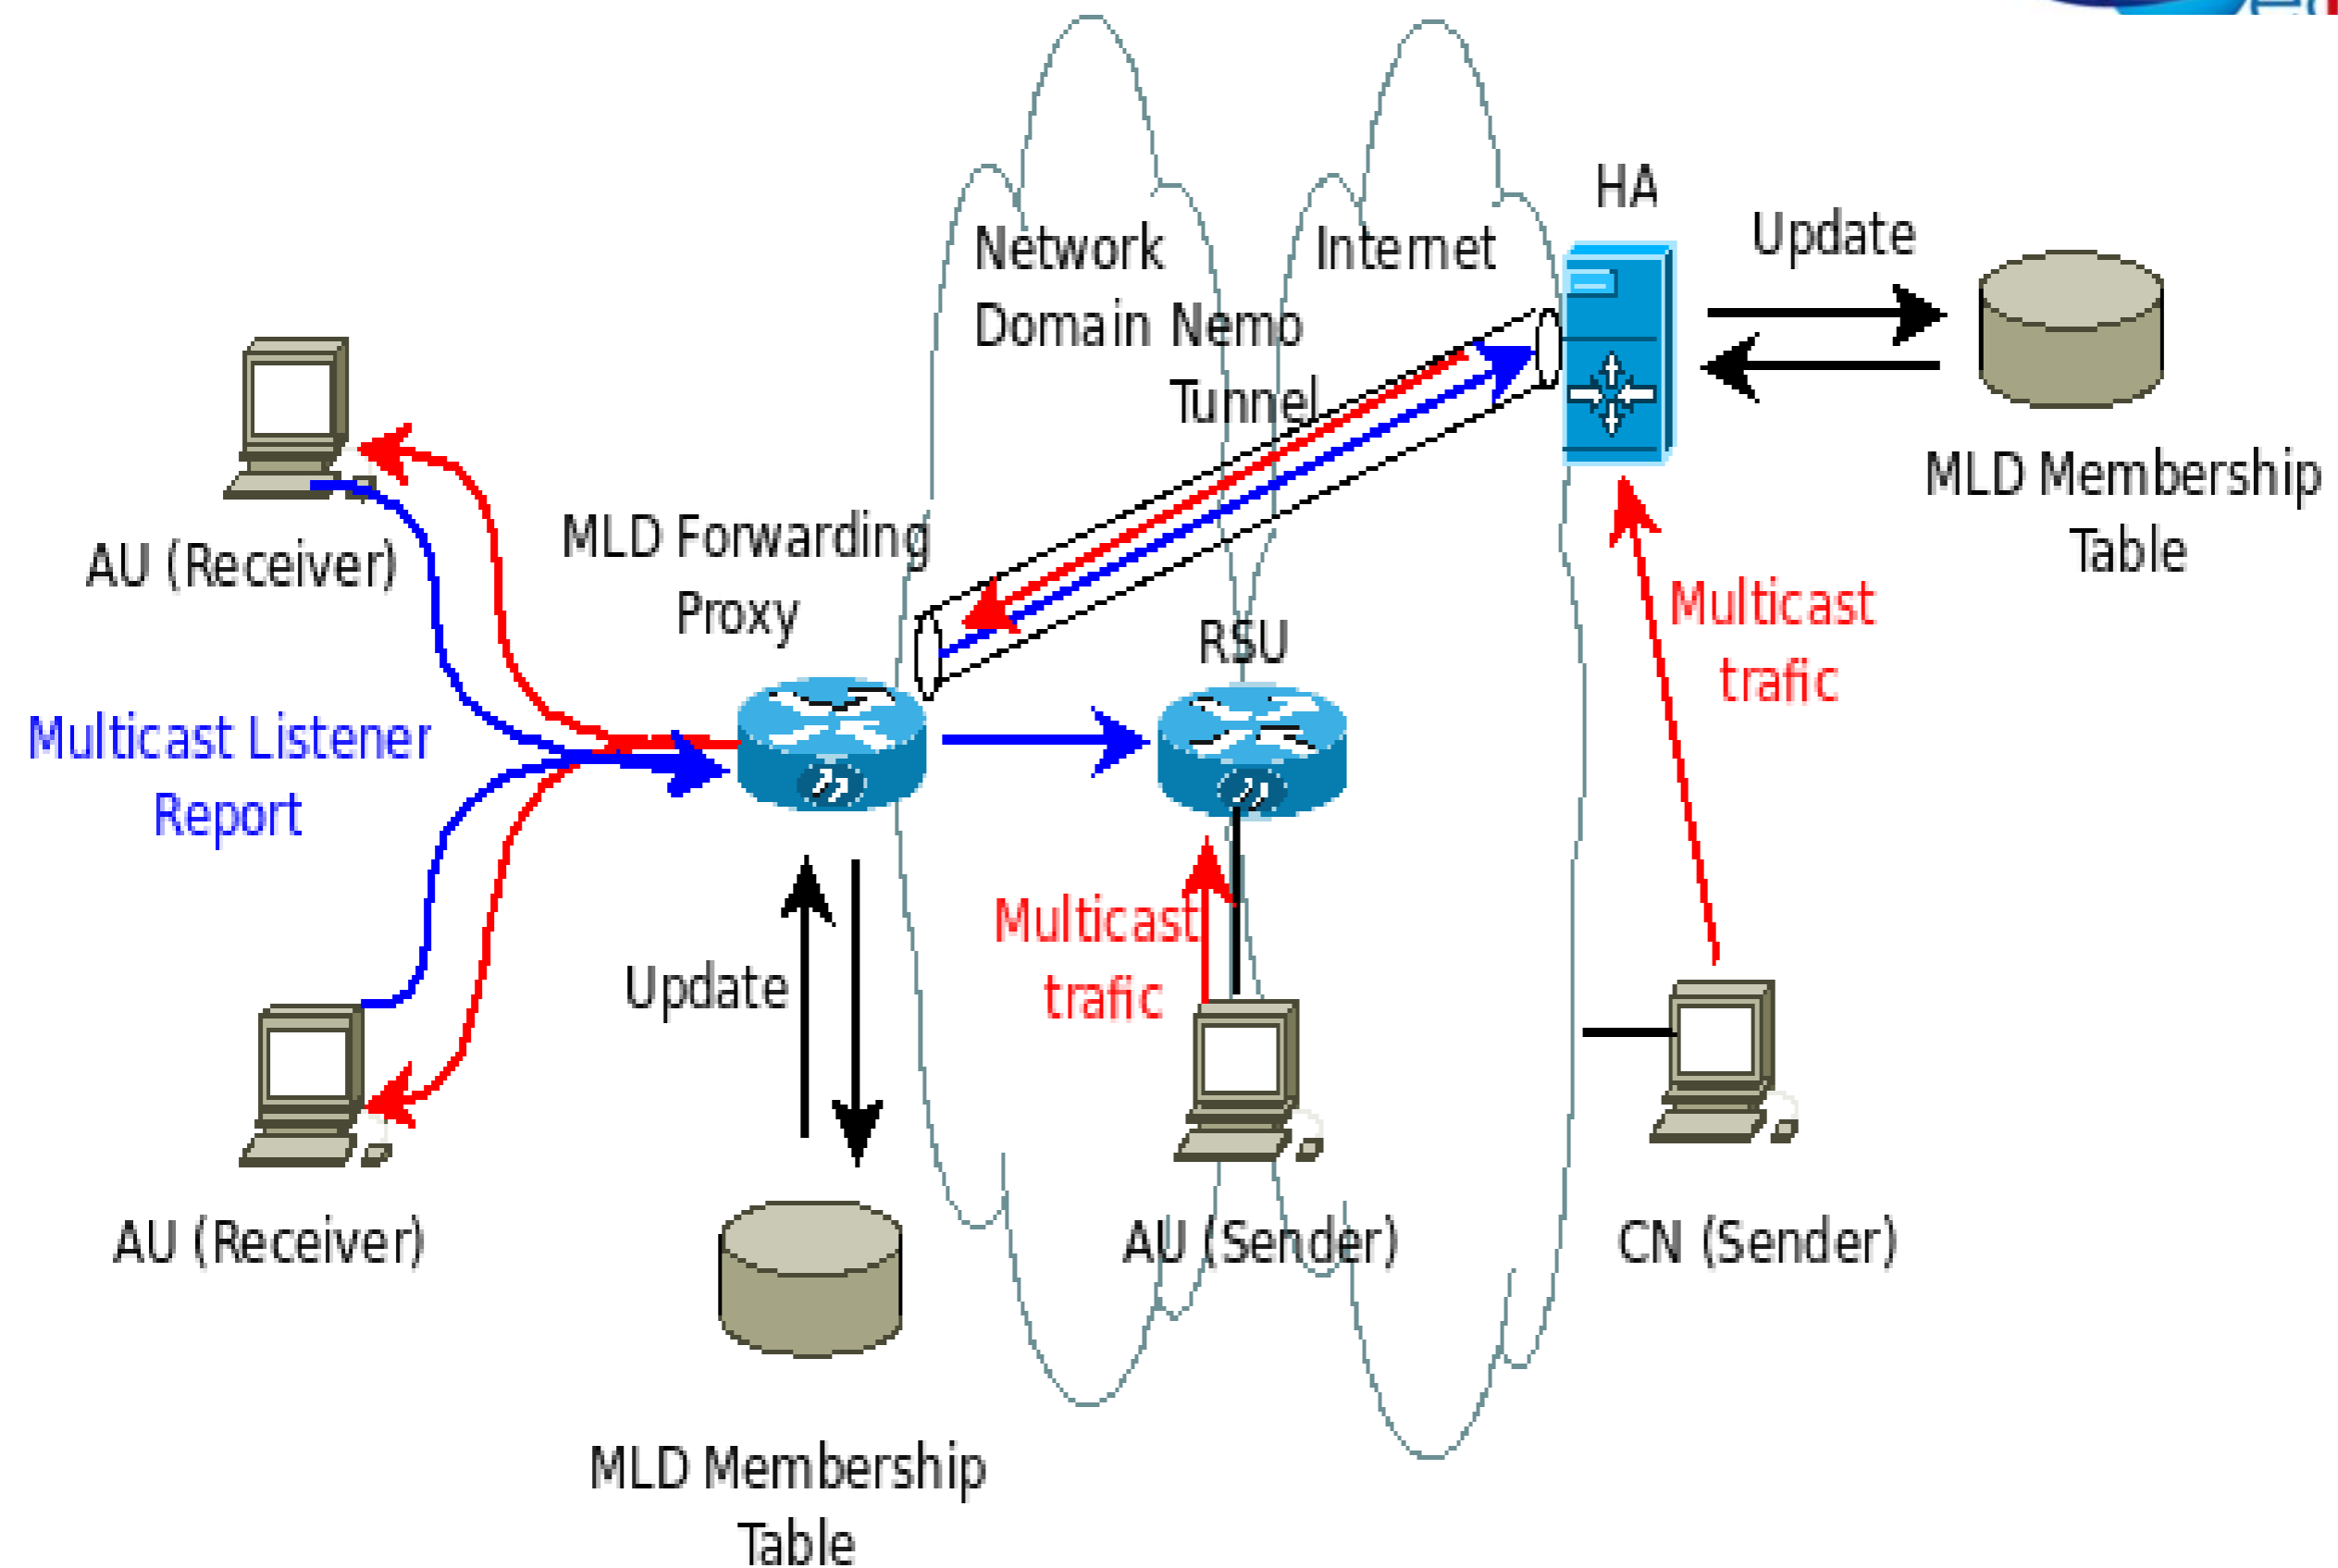 HA
Update
Network
Domain
Internet
Nemo
Tunnel
MLD Membership
Table
AU (Receiver)
MLD Forwarding
Proxy
RSU
Multicast
trafic
Multicast Listener
Report
Update
Multicast
trafic
AU (Receiver)
AU (Sender)
CN (Sender)
MLD Membership
Table